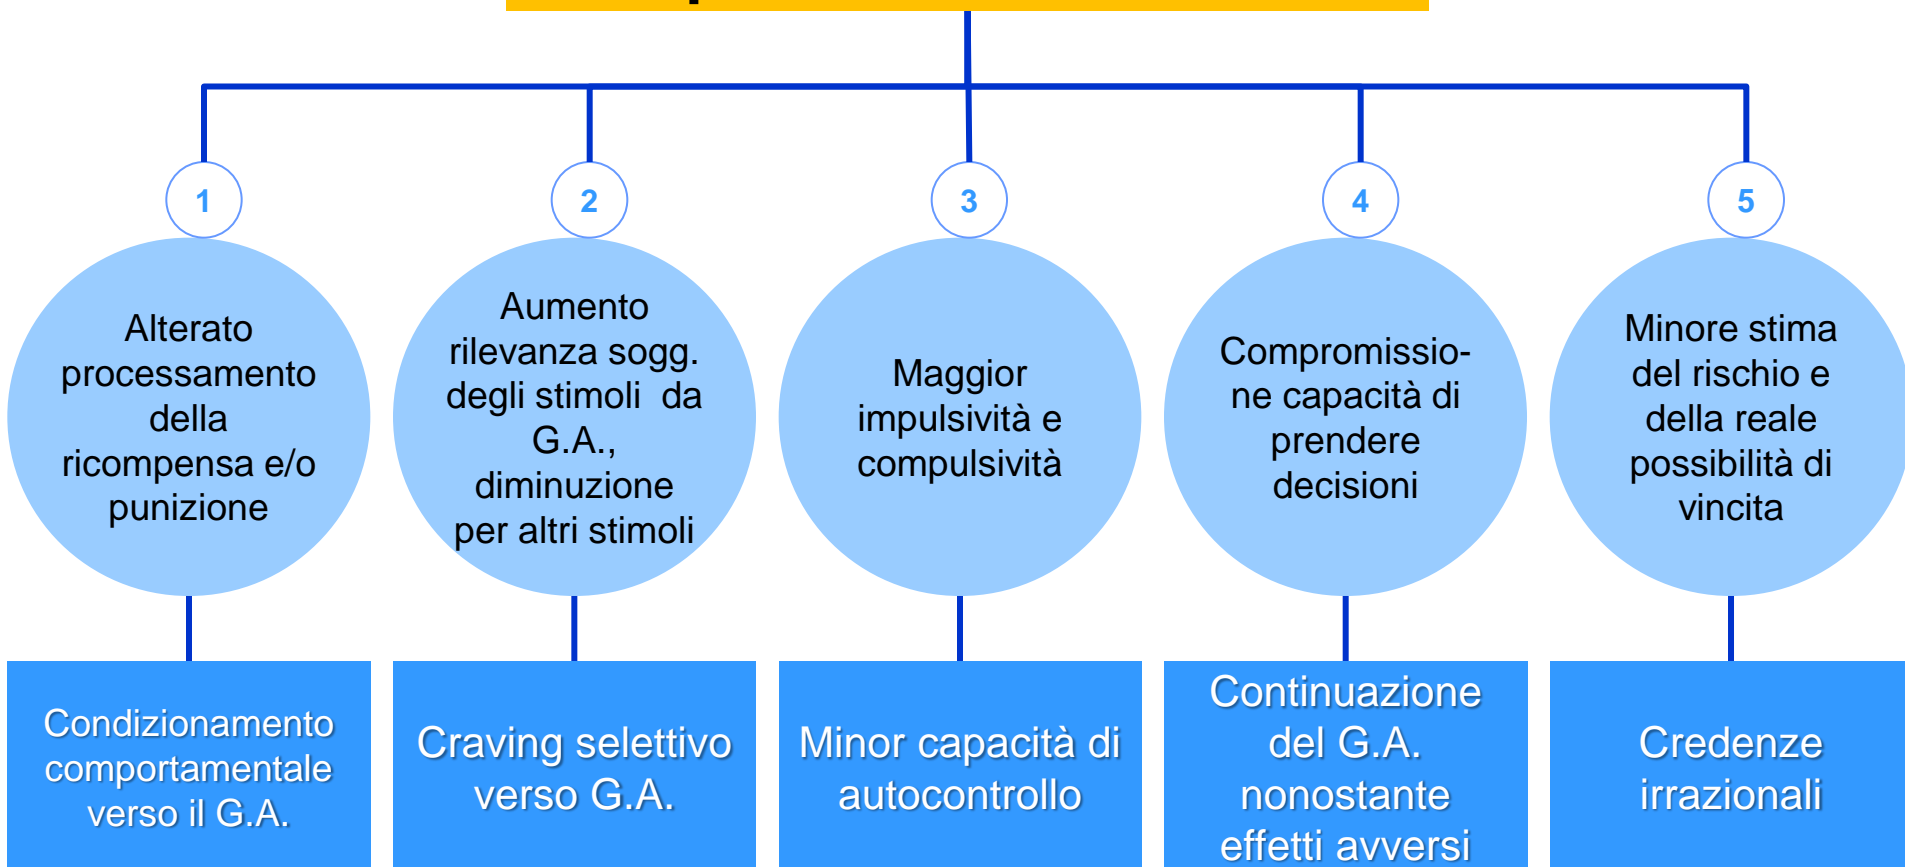 1
2
3
4
5
Alterato
processamento
della
ricompensa e/o
punizione
Aumento
rilevanza sogg.
degli stimoli da
G.A.,
diminuzione
per altri stimoli
Maggior
impulsività e
compulsività
Compromissio-
ne capacità di
prendere
decisioni
Minore stima
del rischio e
della reale
possibilità di
vincita
Condizionamento
comportamentale
verso il G.A.
Craving selettivo
verso G.A.
Minor capacità di
autocontrollo
Continuazione
del G.A.
nonostante
effetti avversi
Credenze
irrazionali